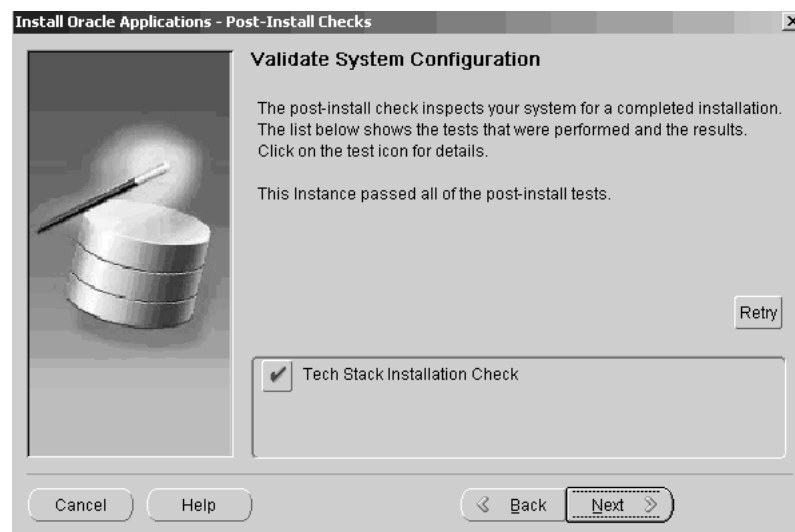 Install Oracle Applications - Post-Install Checks
Validate System Configuration
The post-install check inspects your system for a completed installation.
The list below shows the tests that were performed and the results.
Click on the test icon for details.
This Instance passed all of the post-install tests.
Retry
Tech Stack Installation Check
Cancel
Help
Back
Next